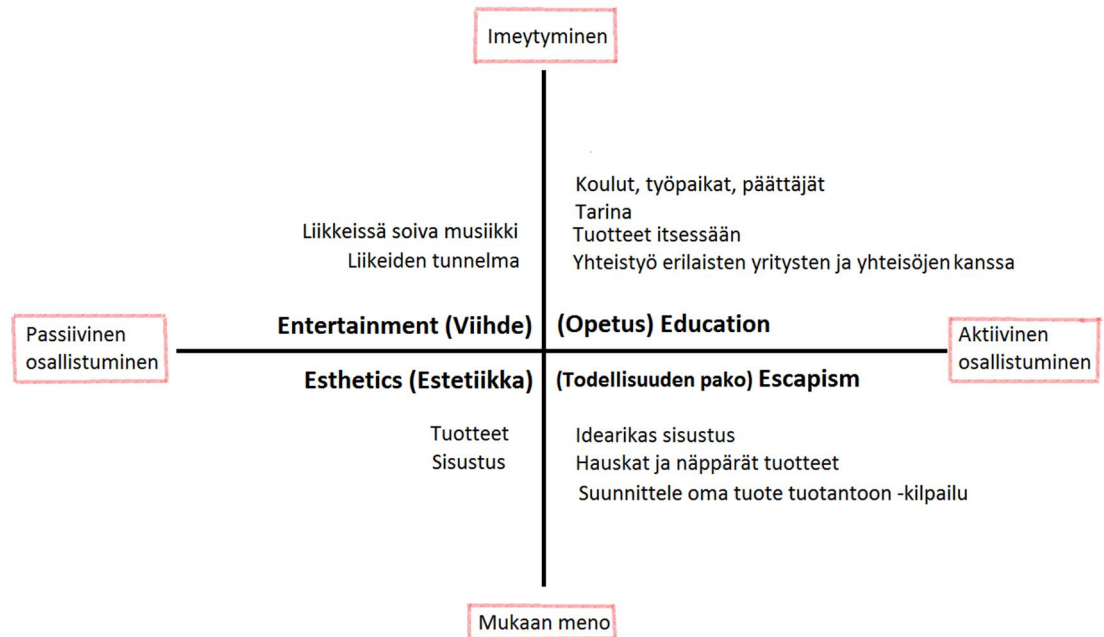 Imeytyminen
Koulut, työpaikat, päättäjät
Tarina
Liikkeissä soiva musiikki
Tuotteet itsessään
Liikeiden tunnelma
Yhteistyö erilaisten yritysten ja yhteisöjen kanssa
Entertainment (Viihde)
(Opetus) Education
Passiivinen
osallistuminen
Aktiivinen
osallistuminen
Esthetics (Estetiikka)
(Todellisuuden pako) Escapism
Tuotteet
Sisustus
Idearikas sisustus
Hauskat ja näppärät tuotteet
Suunnittele oma tuote tuotantoon -kilpailu
Mukaan meno